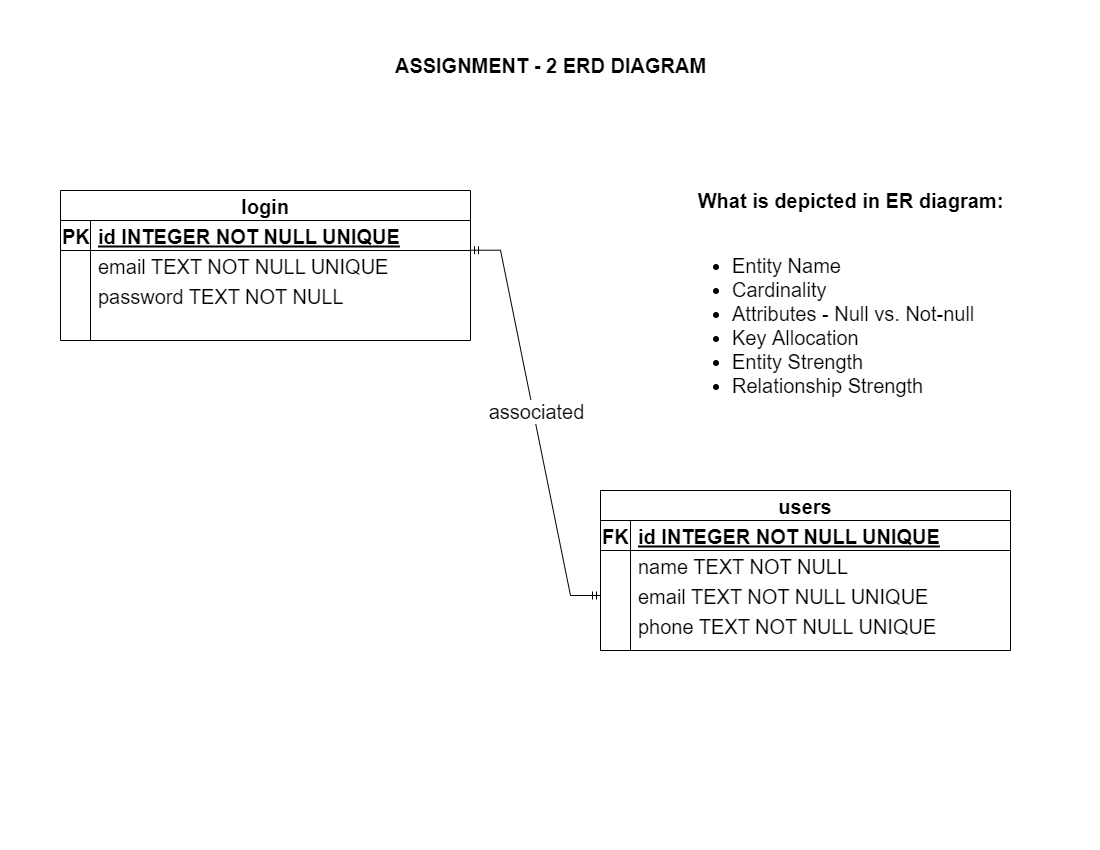 ASSIGNMENT - 2 ERD DIAGRAM
login
PK id INTEGER NOT NULL UNIQUE
email TEXT NOT NULL UNIQUE
password TEXT NOT NULL
What is depicted in ER diagram:
• Entity Name
• Cardinality
• Attributes - Null vs. Not-null
• Key Allocation
• Entity Strength
• Relationship Strength
associated
users
FK id INTEGER NOT NULL UNIQUE
name TEXT NOT NULL
email TEXT NOT NULL UNIQUE
phone TEXT NOT NULL UNIQUE